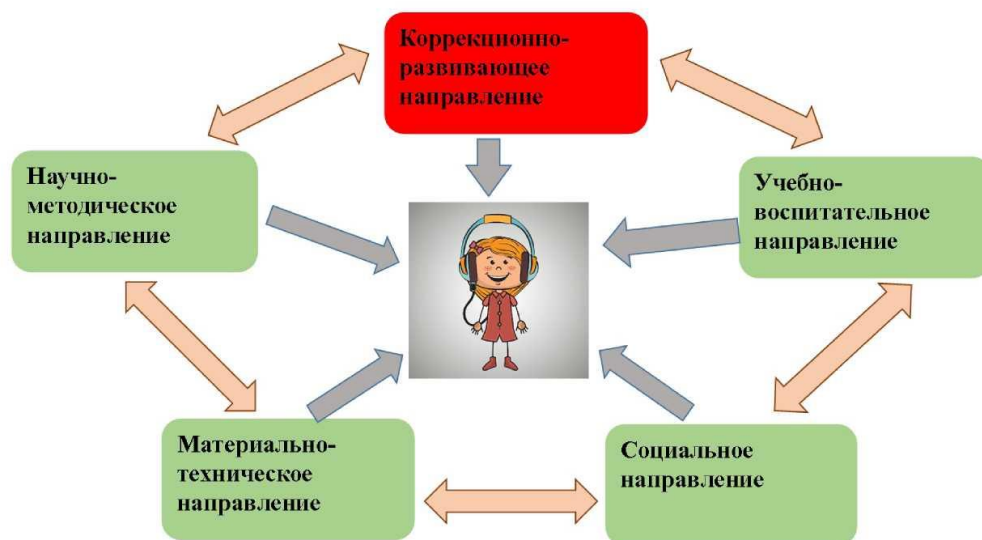 Коррекционно-
развивающее
направление
Научно-
методическое
направление
Учебно-
воспитательное
направление
Материально-
техническое
направление
Социальное
направление